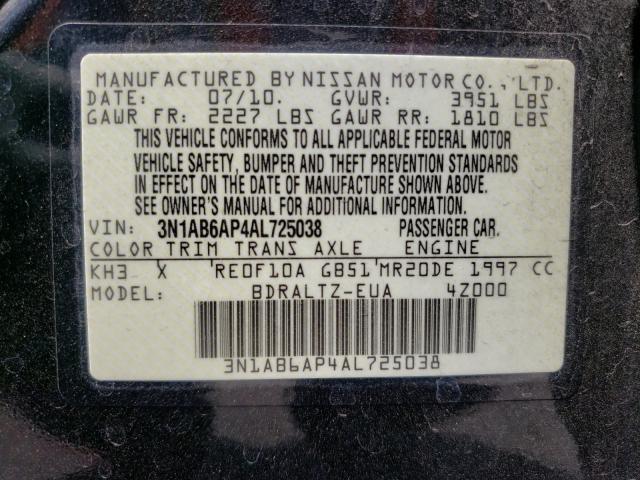 MANUFACTURED BY NISSAN MOTOR CO., LTD.
DATE: 07/10. GVWR: 3951 LBS
GAWR FR: 2227 LBS GAWR RR: 1810 LBS
THIS VEHICLE CONFORMS TO ALL APPLICABLE FEDERAL MOTOR
VEHICLE SAFETY, BUMPER AND THEFT PREVENTION STANDARDS
IN EFFECT ON THE DATE OF MANUFACTURE SHOWN ABOVE.
SEE OWNER'S MANUAL FOR ADDITIONAL INFORMATION.
VIN: 3N1AB6AP4AL725038 PASSENGER CAR.
COLOR TRIM TRANS AXLE ENGINE
KH3 X RE0F10A GB51 MR20DE 1997 CC
MODEL: BDRALTZ-EUA 4Z000
3N1AB6AP4AL725038